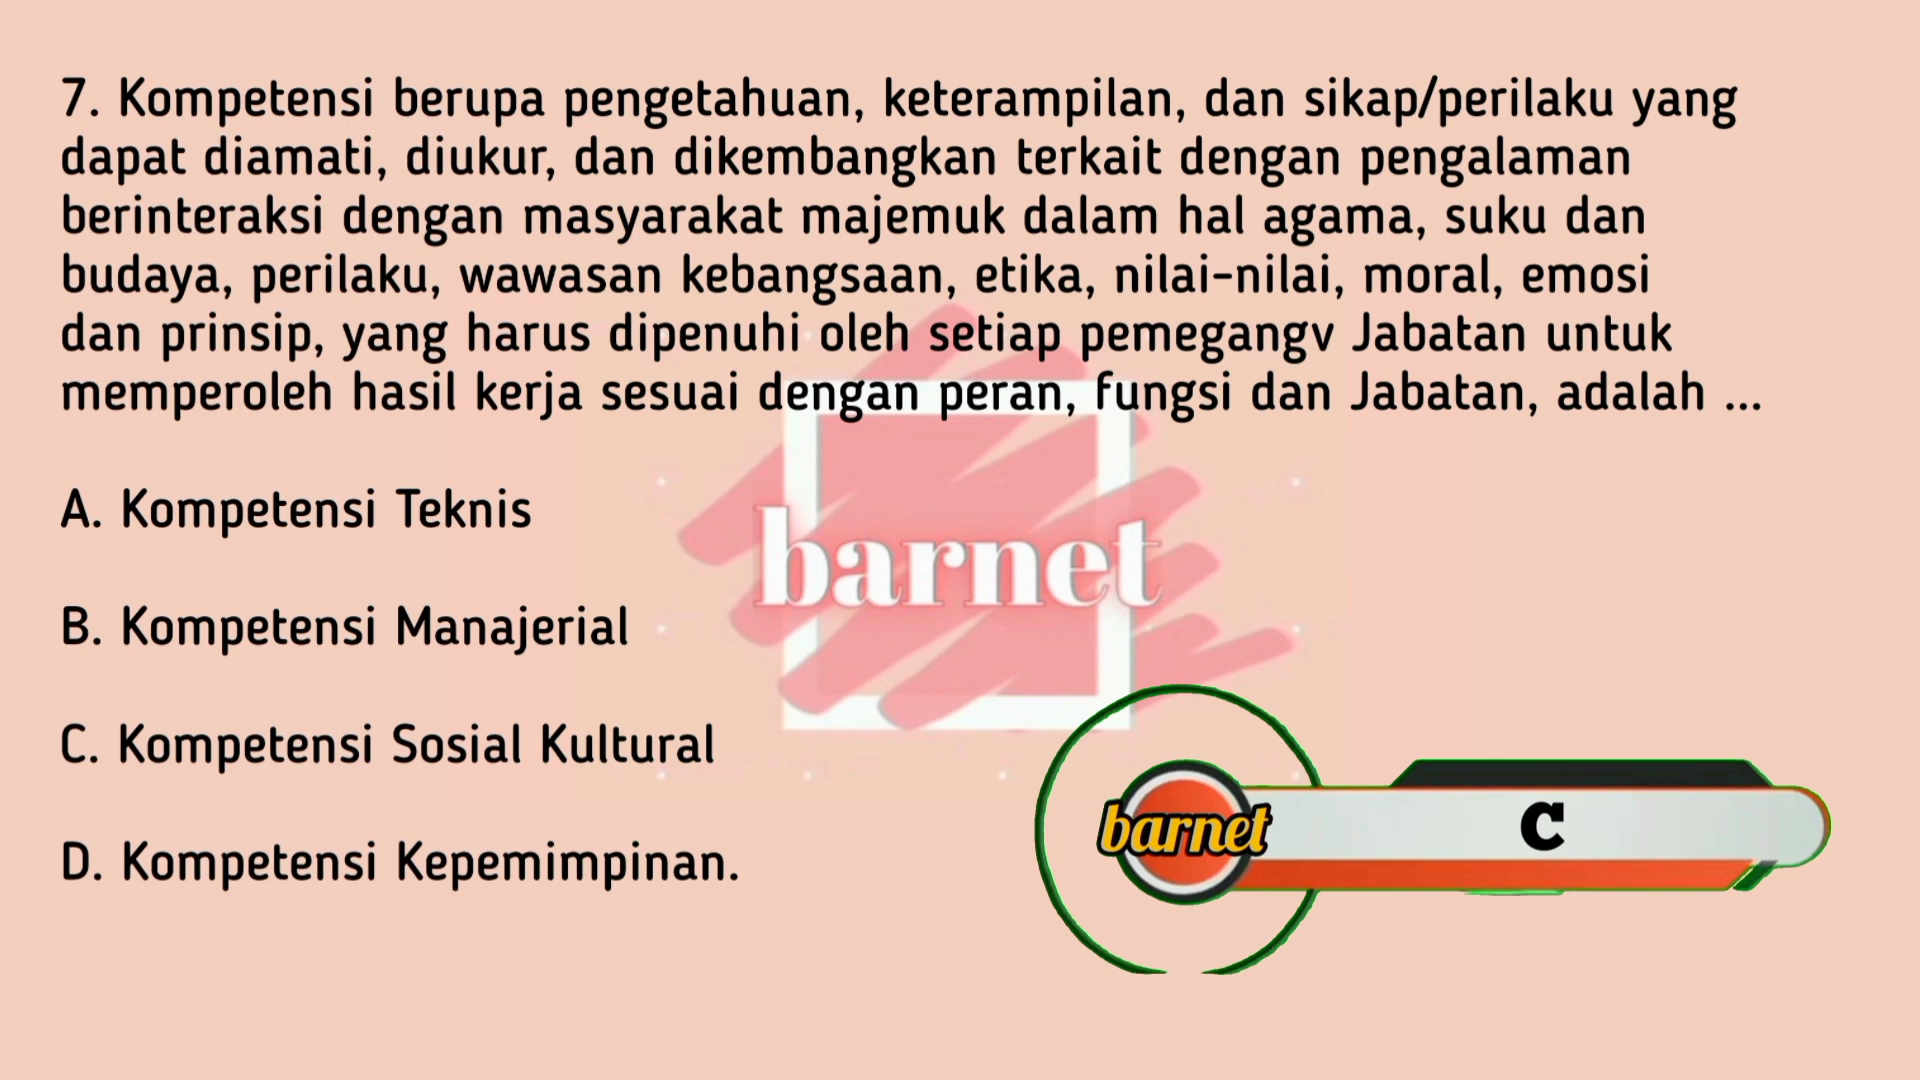 7. Kompetensi berupa pengetahuan, keterampilan, dan sikap/perilaku yang
dapat diamati, diukur, dan dikembangkan terkait dengan pengalaman
berinteraksi dengan masyarakat majemuk dalam hal agama, suku dan
budaya, perilaku, wawasan kebangsaan, etika, nilai-nilai, moral, emosi
dan prinsip, yang harus dipenuhi oleh setiap pemegangv Jabatan untuk
memperoleh hasil kerja sesuai dengan peran, fungsi dan Jabatan, adalah ...
A. Kompetensi Teknis
barnet
B. Kompetensi Manajerial
C. Kompetensi Sosial Kultural
barnet C
D. Kompetensi Kepemimpinan.